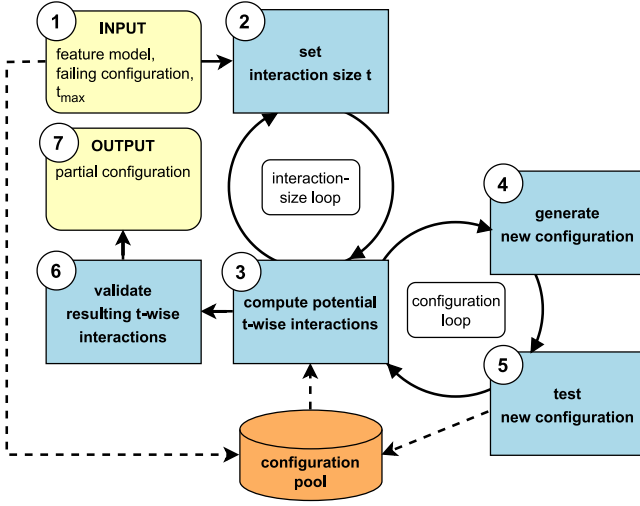 1
INPUT
feature model,
failing configuration,
tmax
2
set
interaction size t
7
OUTPUT
partial configuration
interaction-
size loop
4
generate
new configuration
6
validate
resulting t-wise
interactions
3
compute potential
t-wise interactions
configuration
loop
5
test
new configuration
configuration
pool